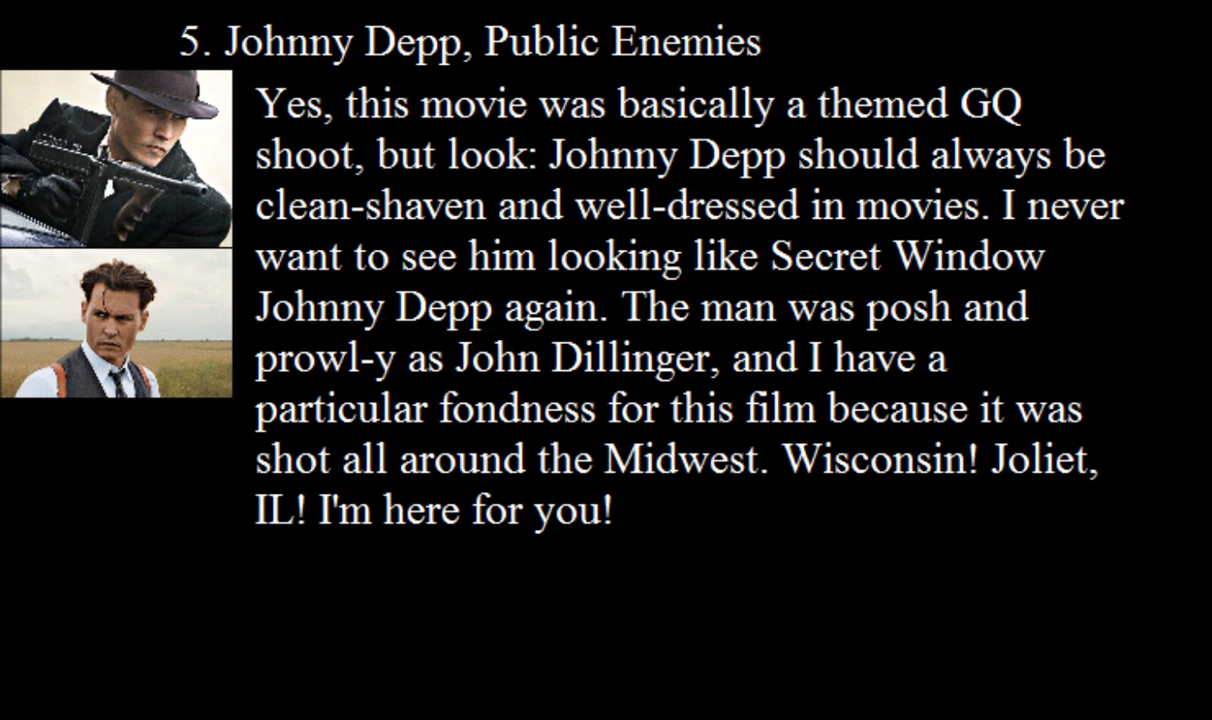 5. Johnny Depp, Public Enemies
Yes, this movie was basically a themed GQ
shoot, but look: Johnny Depp should always be
clean-shaven and well-dressed in movies. I never
want to see him looking like Secret Window
Johnny Depp again. The man was posh and
prowl-y as John Dillinger, and I have a
particular fondness for this film because it was
shot all around the Midwest. Wisconsin! Joliet,
IL! I'm here for you!